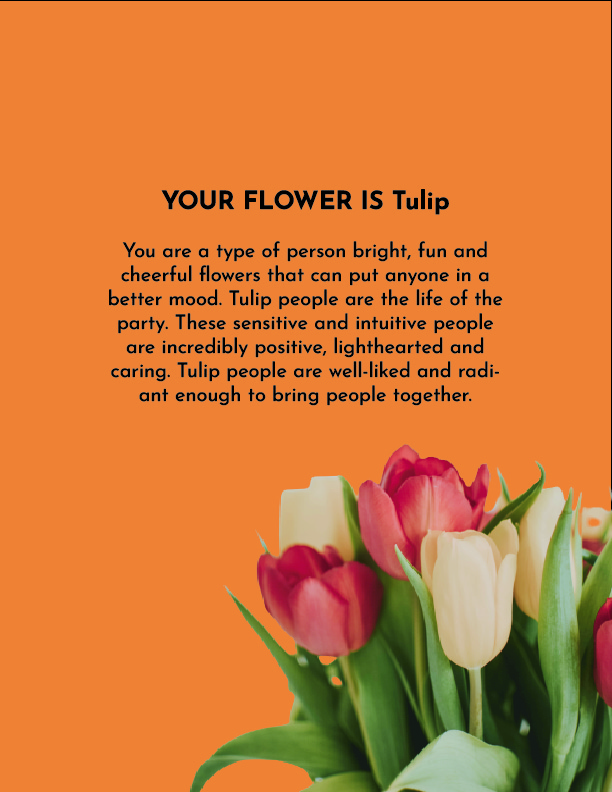 YOUR FLOWER IS Tulip
You are a type of person bright, fun and
cheerful flowers that can put anyone in a
better mood. Tulip people are the life of the
party. These sensitive and intuitive people
are incredibly positive, lighthearted and
caring. Tulip people are well-liked and radi-
ant enough to bring people together.